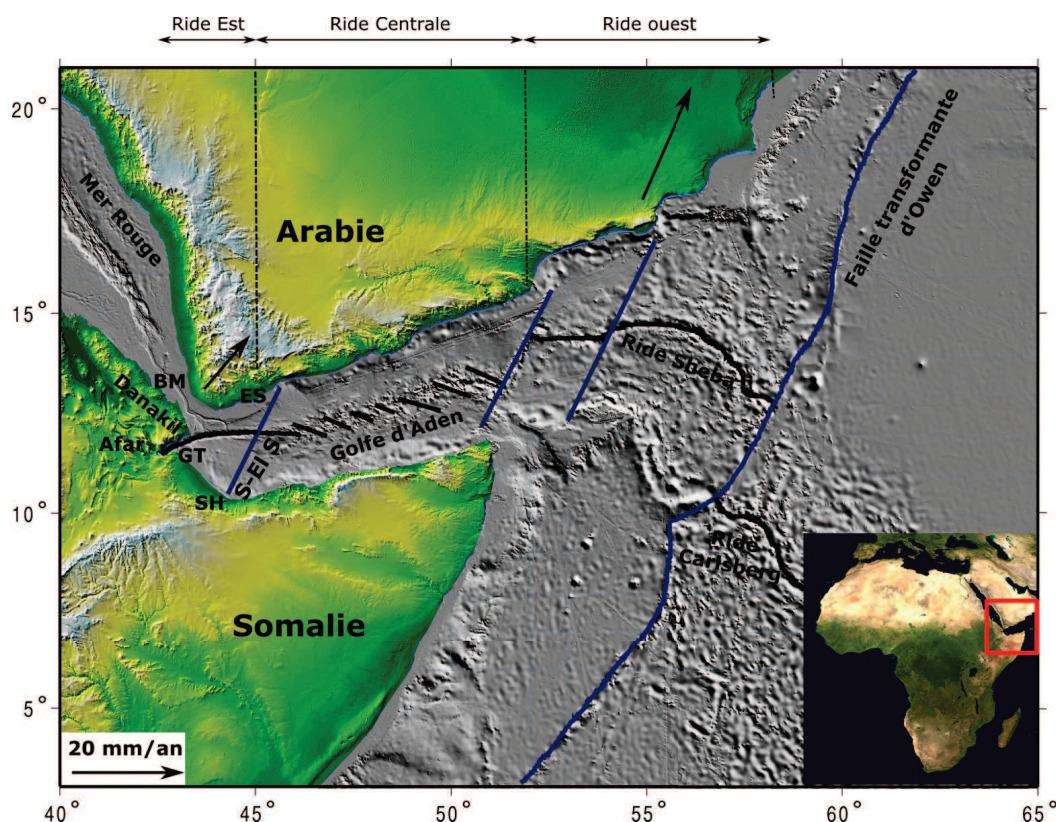 Ride Est
Ride Centrale
Ride ouest
20°
15°
10°
5°
40°
45°
50°
55°
60°
65°
Mer Rouge
Arabie
Faille transformante
d'Owen
BM
ES
Danakil
Afar
GT
SH
S-El S
Golfe d'Aden
Ride Sheba
Ride
Carlsberg
Somalie
20 mm/an